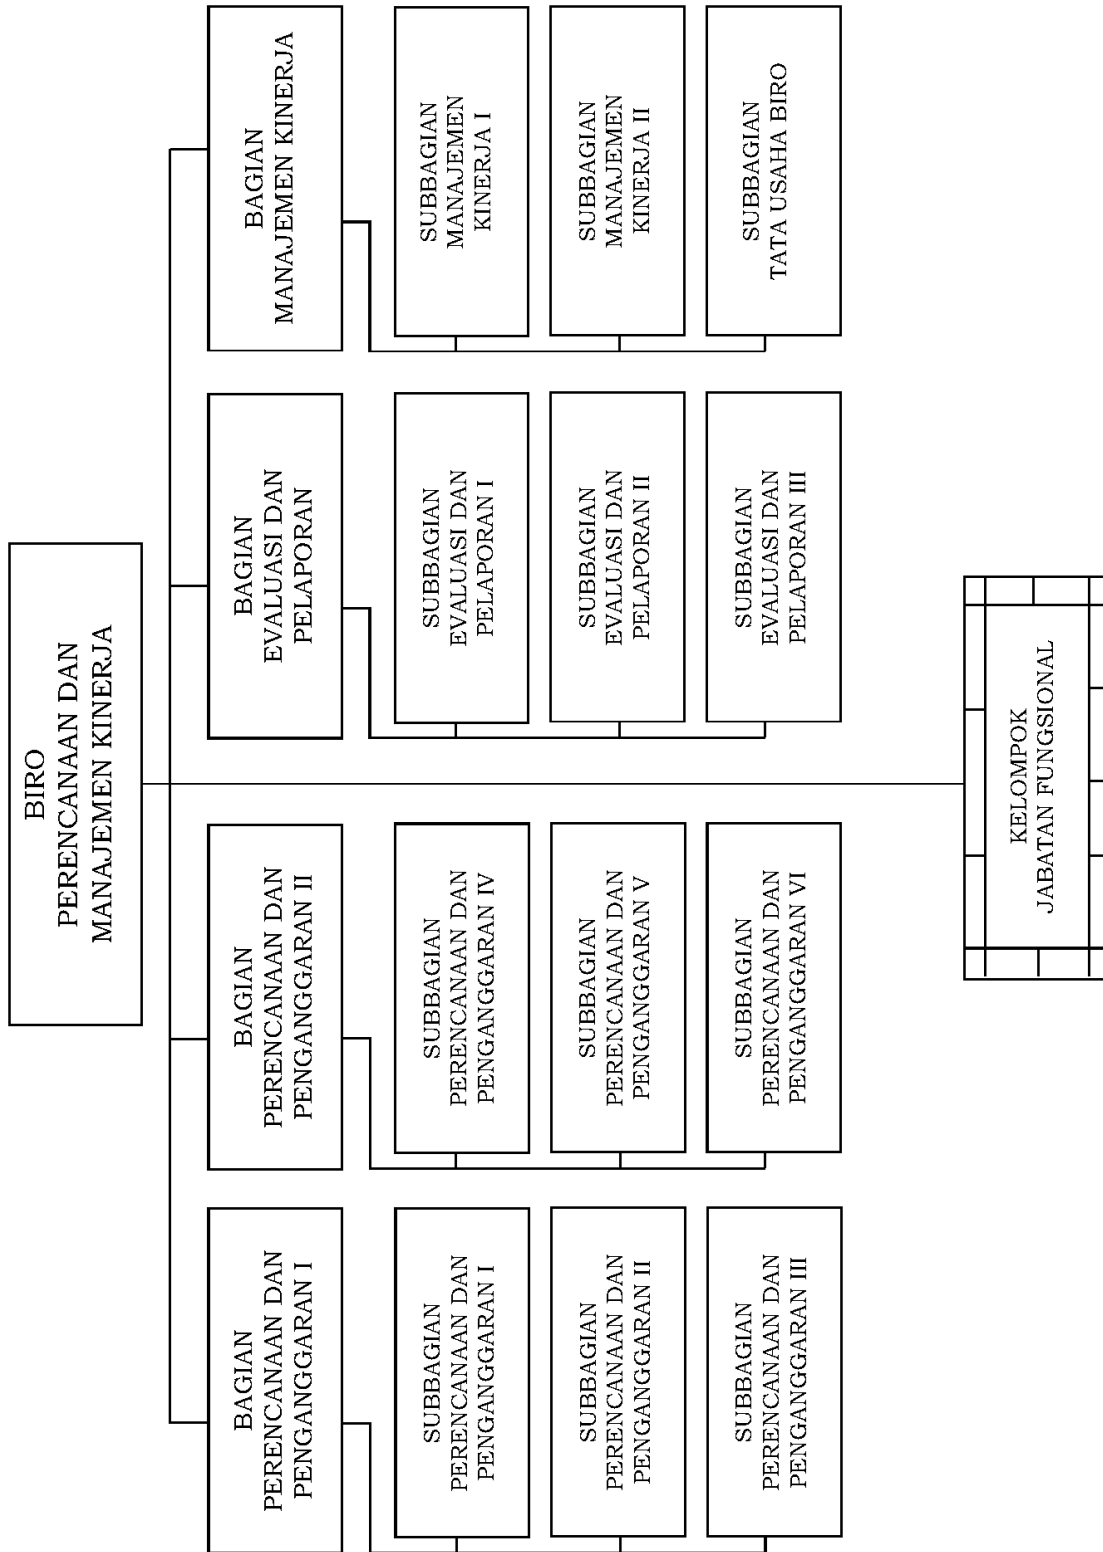 BIRO
PERENCANAAN DAN
MANAJEMEN KINERJA
BAGIAN
PERENCANAAN DAN
PENGANGGARAN I
BAGIAN
PERENCANAAN DAN
PENGANGGARAN II
BAGIAN
EVALUASI DAN
PELAPORAN
BAGIAN
MANAJEMEN KINERJA
SUBBAGIAN
PERENCANAAN DAN
PENGANGGARAN I
SUBBAGIAN
PERENCANAAN DAN
PENGANGGARAN IV
SUBBAGIAN
EVALUASI DAN
PELAPORAN I
SUBBAGIAN
MANAJEMEN
KINERJA I
SUBBAGIAN
PERENCANAAN DAN
PENGANGGARAN II
SUBBAGIAN
PERENCANAAN DAN
PENGANGGARAN V
SUBBAGIAN
EVALUASI DAN
PELAPORAN II
SUBBAGIAN
MANAJEMEN
KINERJA II
SUBBAGIAN
PERENCANAAN DAN
PENGANGGARAN III
SUBBAGIAN
PERENCANAAN DAN
PENGANGGARAN VI
SUBBAGIAN
EVALUASI DAN
PELAPORAN III
SUBBAGIAN
TATA USAHA BIRO
KELOMPOK
JABATAN FUNGSIONAL